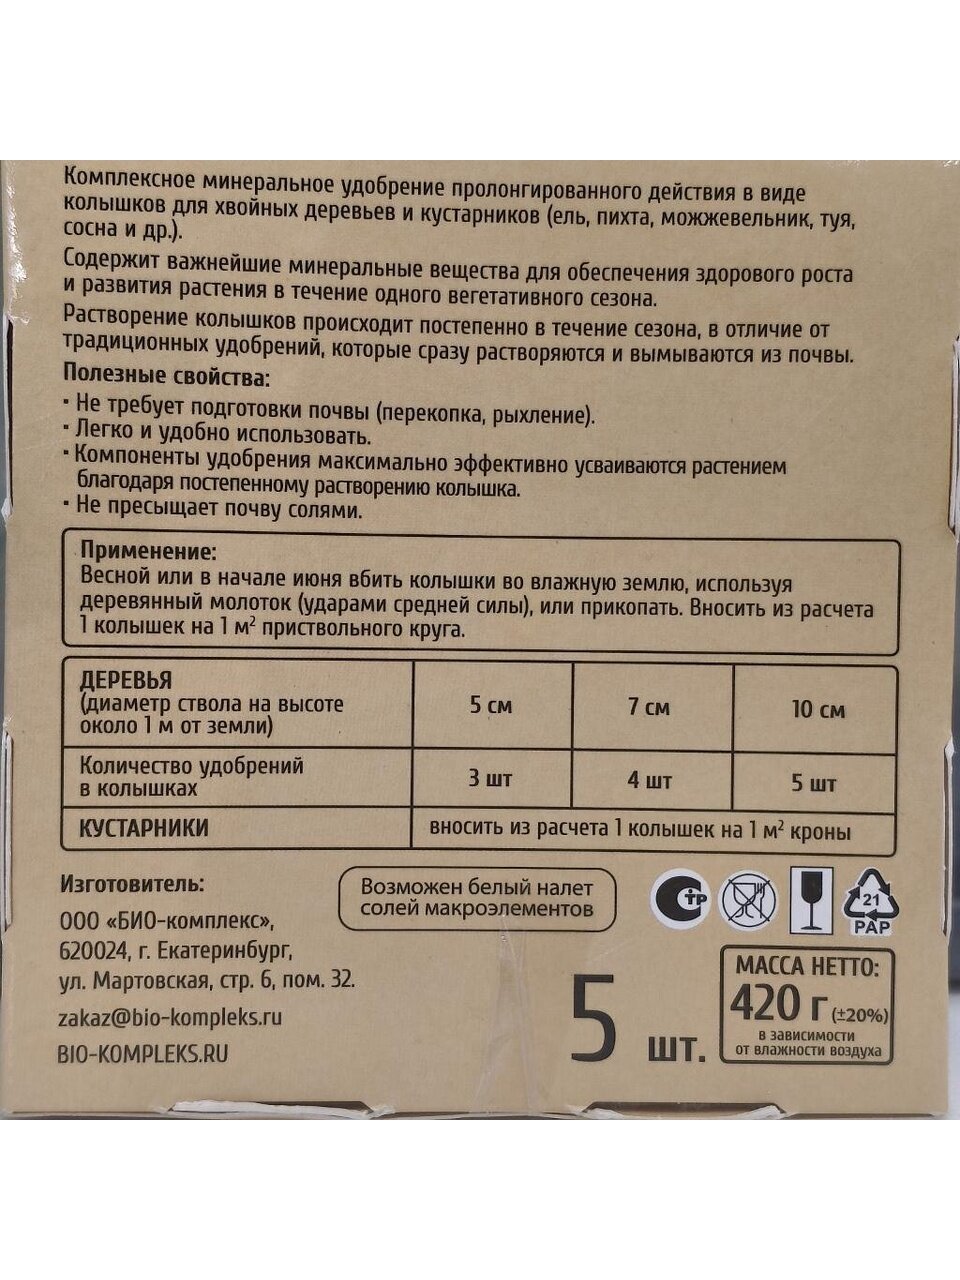 Комплексное минеральное удобрение пролонгированного действия в виде
колышков для хвойных деревьев и кустарников (ель, пихта, можжевельник, туя,
сосна и др.).
Содержит важнейшие минеральные вещества для обеспечения здорового роста
и развития растения в течение одного вегетативного сезона.
Растворение колышков происходит постепенно в течение сезона, в отличие от
традиционных удобрений, которые сразу растворяются и вымываются из почвы.
Полезные свойства:
· Не требует подготовки почвы (перекопка, рыхление).
· Легко и удобно использовать.
· Компоненты удобрения максимально эффективно усваиваются растением
благодаря постепенному растворению колышка.
· Не пресыщает почву солями.
Применение:
Весной или в начале июня вбить колышки во влажную землю, используя
деревянный молоток (ударами средней силы), или прикопать. Вносить из расчета
1 колышек на 1 м² приствольного круга.
ДЕРЕВЬЯ
(диаметр ствола на высоте
около 1 м от земли)
5 см
7 см
10 см
Количество удобрений
в колышках
3 шт
4 шт
5 шт
КУСТАРНИКИ
вносить из расчета 1 колышек на 1 м² кроны
Изготовитель:
ООО «БИО-комплекс»,
620024, г. Екатеринбург,
ул. Мартовская, стр. 6, пом. 32.
zakaz@bio-kompleks.ru
BIO-KOMPLEKS.RU
Возможен белый налет
солей макроэлементов
СТР
21
PAP
5 шт.
МАССА НЕТТО:
420 г (±20%)
в зависимости
от влажности воздуха